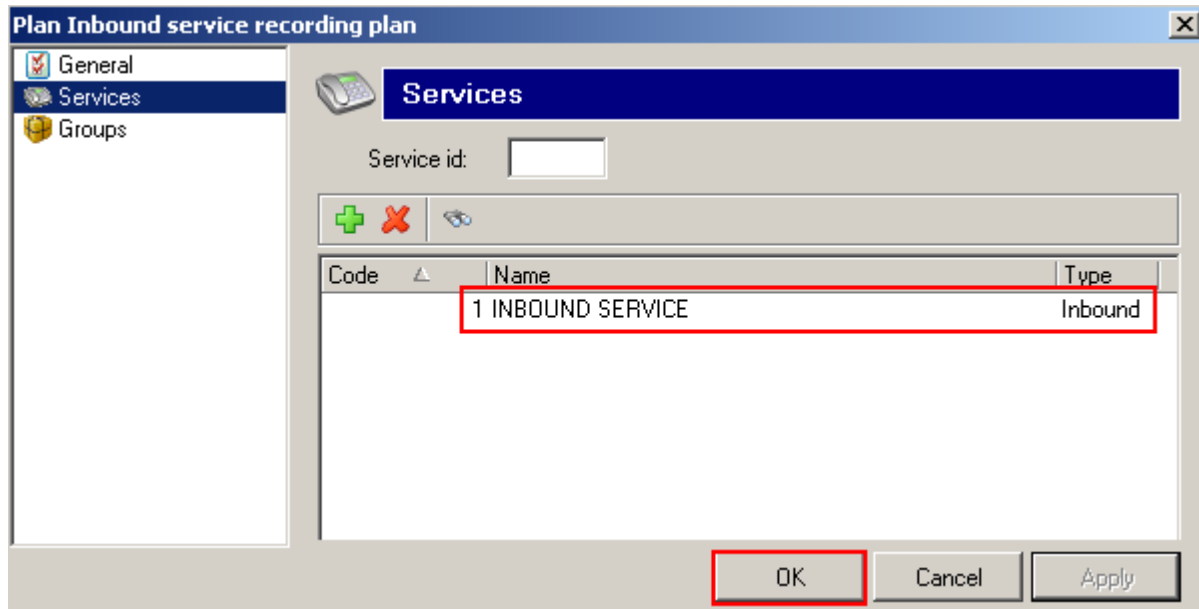 Plan Inbound service recording plan
General
Services
Groups
Services
Service id:
Code Name Type
1 INBOUND SERVICE Inbound
OK Cancel Apply